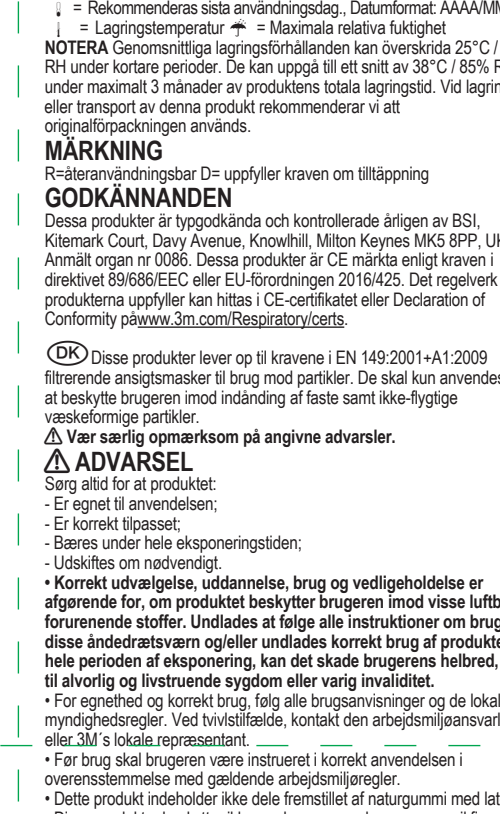 = Rekommenderas sista användningsdag., Datumformat: AAAA/MM
= Lagringstemperatur = Maximala relativa fuktighet
NOTERA Genomsnittliga lagringsförhållanden kan överskrida 25°C /
RH under kortare perioder. De kan uppgå till ett snitt av 38°C / 85%
under maximalt 3 månader av produktens totala lagringstid. Vid
eller transport av denna produkt rekommenderar vi att
originalförpackningen används.
MÄRKNING
R=återanvändningsbar D= uppfyller kraven om tilltäppning
GODKÄNNANDEN
Dessa produkter är typgodkända och kontrollerade årligen av BSI,
Kitemark Court, Davy Avenue, Knowlhill, Milton Keynes MK5 8PP,
Anmält organ nr 0086. Dessa produkter är CE märkta enligt kraven i
direktivet 89/686/EEC eller EU-förordningen 2016/425. Det regelverk
produkterna uppfyller kan hittas i CE-certifikatet eller Declaration of
Conformity påwww.3m.com/Respiratory/certs.
DK Disse produkter lever op til kravene i EN 149:2001+A1:2009
filtrerende ansigtsmasker til brug mod partikler. De skal kun anvendes
at beskytte brugeren imod indånding af faste samt ikke-flygtige
væskeformige partikler.
⚠ Vær særlig opmærksom på angivne advarsler.
⚠ ADVARSEL
Sørg altid for at produktet:
- Er egnet til anvendelsen;
- Er korrekt tilpasset;
- Bæres under hele eksponeringstiden;
- Udskiftes om nødvendigt.
• Korrekt udvælgelse, uddannelse, brug og vedligeholdelse er
afgørende for, om produktet beskytter brugeren imod visse
forurenende stoffer. Undlades at følge alle instruktioner om brug
disse åndedrætsværn og/eller undlades korrekt brug af
hele perioden af eksponering, kan det skade brugerens helbred,
til alvorlig og livstruende sygdom eller varig invaliditet.
• For egnethed og korrekt brug, følg alle brugsanvisninger og de
myndighedsregler. Ved tvivlstilfælde, kontakt den
eller 3M´s lokale repræsentant.
• Før brug skal brugeren være instrueret i korrekt anvendelsen i
overensstemmelse med gældende arbejdsmiljøregler.
• Dette produkt indeholder ikke dele fremstillet af naturgummi med